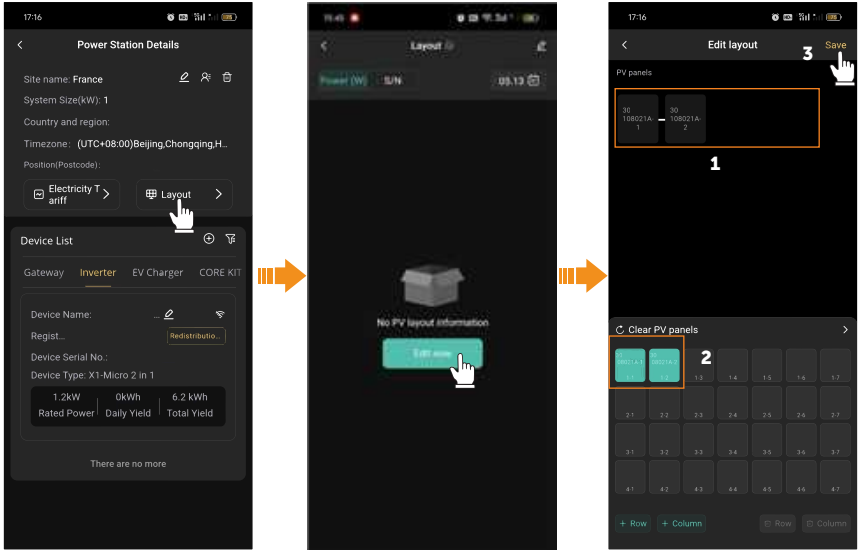 17:16
Power Station Details
Site name: France
System Size(kW): 1
Country and region:
Timezone: (UTC+08:00)Beijing,Chongqing,H...
Position(Postcode):
Electricity T
ariff
Layout
Device List
Gateway Inverter EV Charger CORE KIT
Device Name: ...
Regist... Redistributio...
Device Serial No.:
Device Type: X1-Micro 2 in 1
1.2kW 0kWh 6.2 kWh
Rated Power Daily Yield Total Yield
There are no more
Layout
Power (W) S/N 05.13
No PV layout information
Edit now
17:16
Edit layout
3
Save
PV panels
30
108021A-
1
30
108021A-
2
1
Clear PV panels
2
1-3 1-4 1-5 1-6 1-7
2-1 2-2 2-3 2-4 2-5 2-6 2-7
3-1 3-2 3-3 3-4 3-5 3-6 3-7
4-1 4-2 4-3 4-4 4-5 4-6 4-7
+ Row + Column Row Column